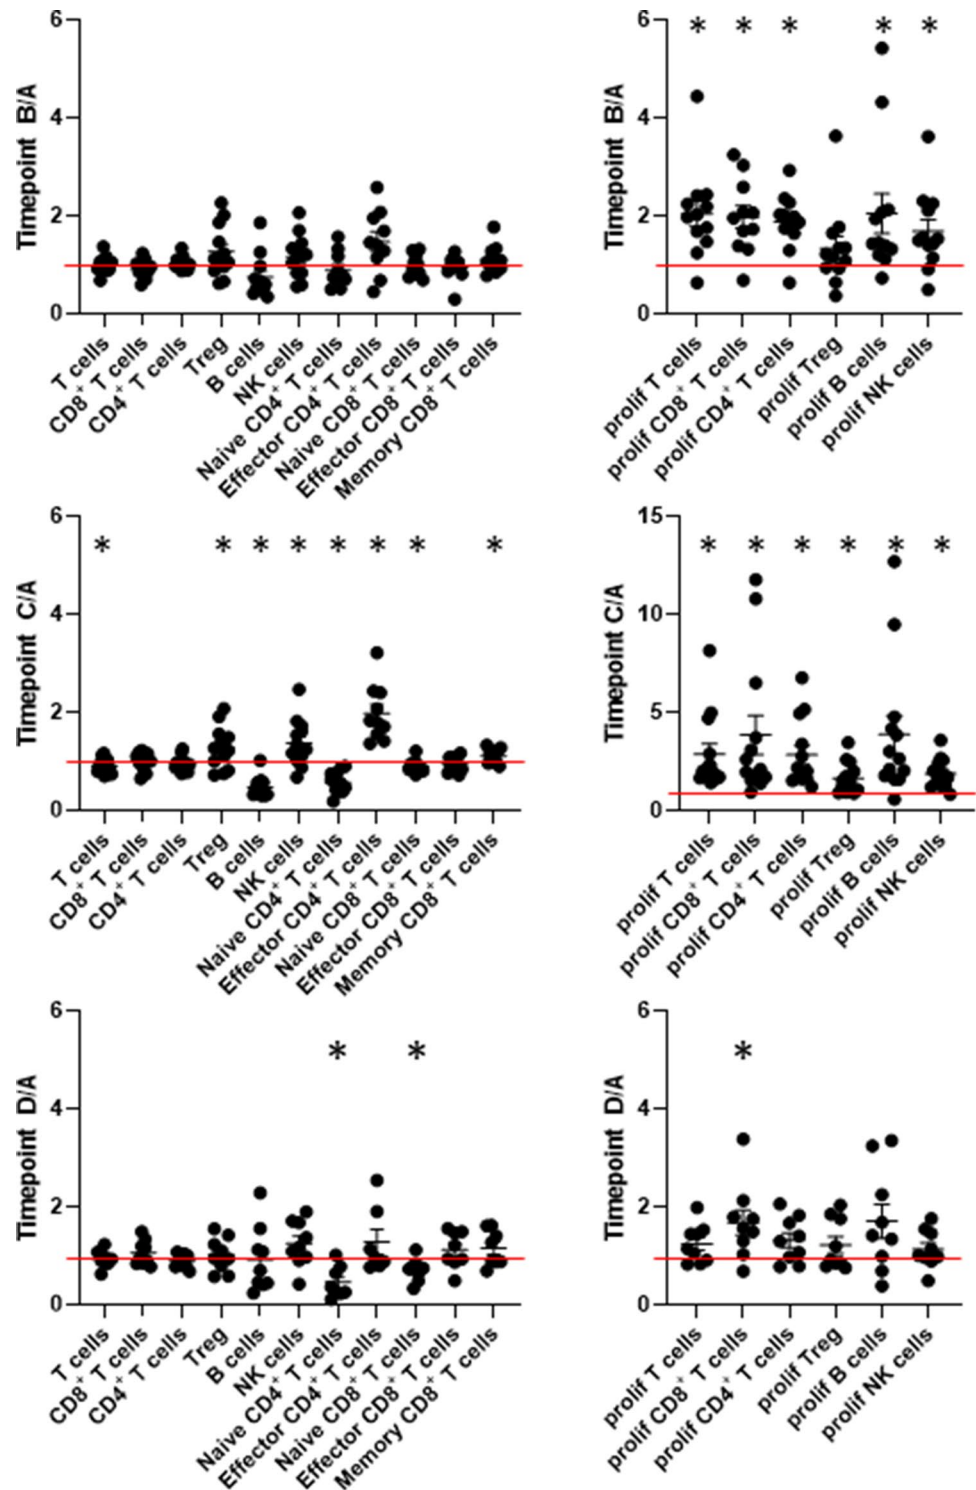 Timepoint B/A
6
4
2
0
T cells
CD8⁺ T cells
CD4⁺ T cells
Treg
B cells
NK cells
Naive CD4⁺ T cells
Effector CD4⁺ T cells
Naive CD8⁺ T cells
Effector CD8⁺ T cells
Memory CD8⁺ T cells
Timepoint B/A
6
4
2
0
* * * * *
prolif T cells
prolif CD8⁺ T cells
prolif CD4⁺ T cells
prolif Treg
prolif B cells
prolif NK cells
Timepoint C/A
6
4
2
0
* * * * * * * *
T cells
CD8⁺ T cells
CD4⁺ T cells
Treg
B cells
NK cells
Naive CD4⁺ T cells
Effector CD4⁺ T cells
Naive CD8⁺ T cells
Effector CD8⁺ T cells
Memory CD8⁺ T cells
Timepoint C/A
15
10
5
0
* * * * * *
prolif T cells
prolif CD8⁺ T cells
prolif CD4⁺ T cells
prolif Treg
prolif B cells
prolif NK cells
Timepoint D/A
6
4
2
0
* *
T cells
CD8⁺ T cells
CD4⁺ T cells
Treg
B cells
NK cells
Naive CD4⁺ T cells
Effector CD4⁺ T cells
Naive CD8⁺ T cells
Effector CD8⁺ T cells
Memory CD8⁺ T cells
Timepoint D/A
6
4
2
0
*
prolif T cells
prolif CD8⁺ T cells
prolif CD4⁺ T cells
prolif Treg
prolif B cells
prolif NK cells